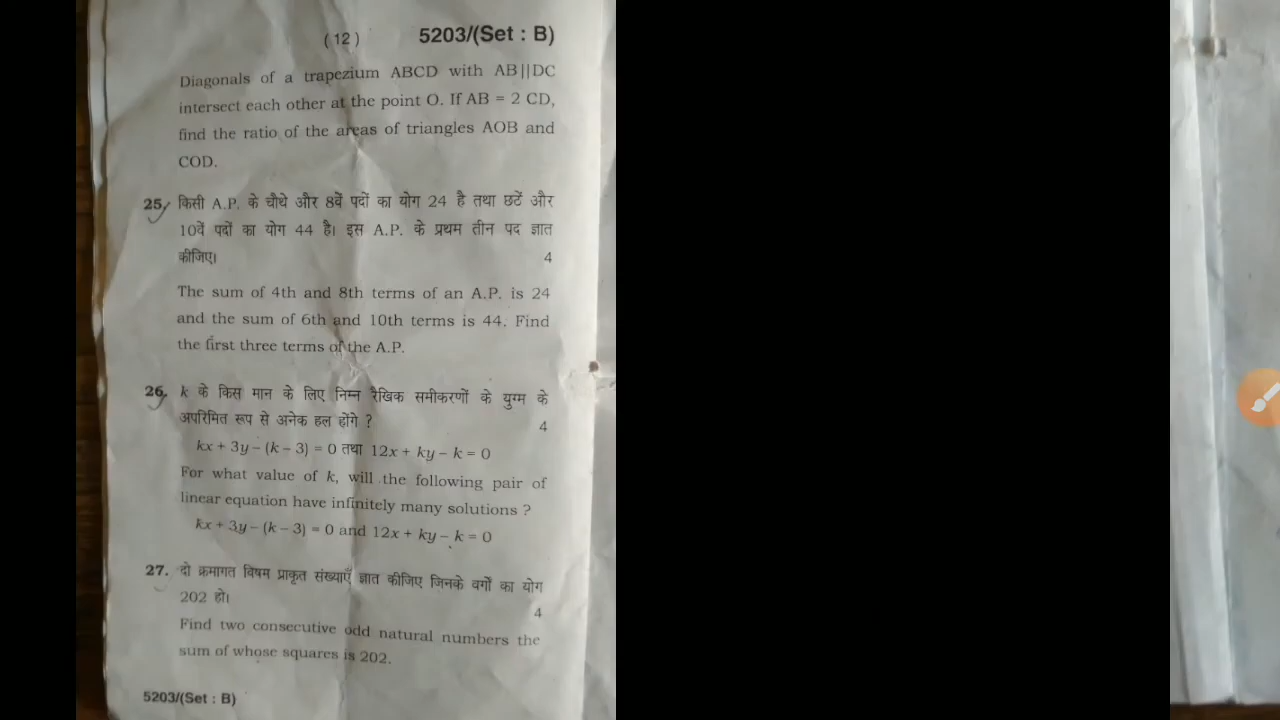 ( 12 ) 5203/(Set : B)
Diagonals of a trapezium ABCD with AB||DC
intersect each other at the point O. If AB = 2 CD,
find the ratio of the areas of triangles AOB and
COD.
25. किसी A.P. के चौथे और 8वें पदों का योग 24 है तथा छठें और
10वें पदों का योग 44 है। इस A.P. के प्रथम तीन पद ज्ञात
कीजिए। 4
The sum of 4th and 8th terms of an A.P. is 24
and the sum of 6th and 10th terms is 44. Find
the first three terms of the A.P.
26. k के किस मान के लिए निम्न रैखिक समीकरणों के युग्म के
अपरिमित रूप से अनेक हल होंगे ? 4
kx + 3y – (k – 3) = 0 तथा 12x + ky – k = 0
For what value of k, will the following pair of
linear equation have infinitely many solutions ?
kx + 3y – (k – 3) = 0 and 12x + ky – k = 0
27. दो क्रमागत विषम प्राकृत संख्याएँ ज्ञात कीजिए जिनके वर्गों का योग
202 हो। 4
Find two consecutive odd natural numbers the
sum of whose squares is 202.
5203/(Set : B)